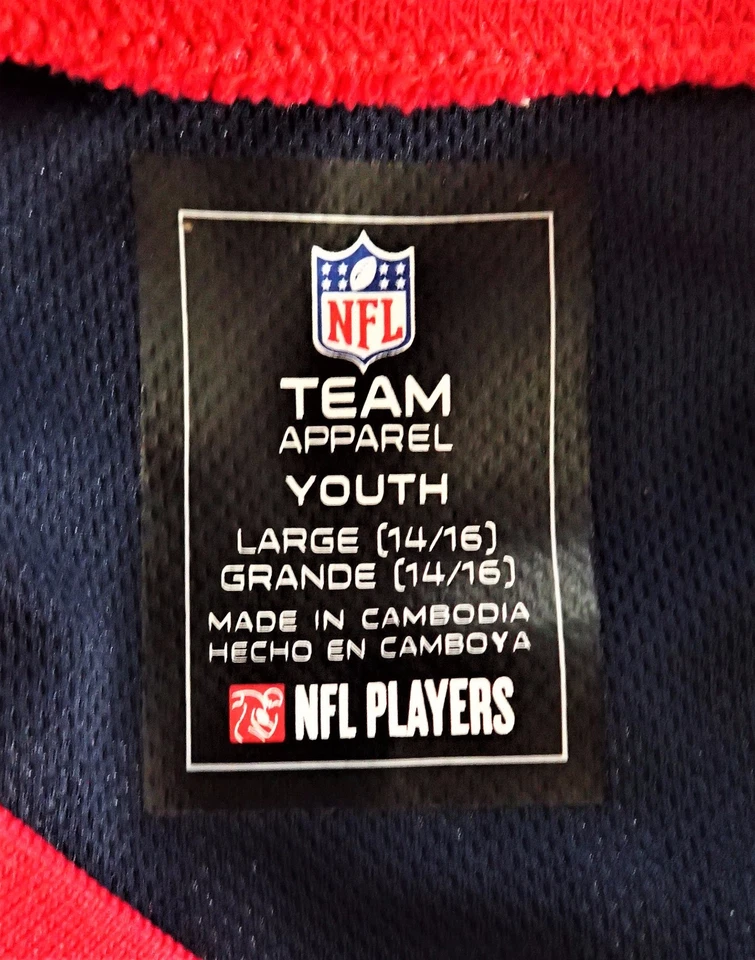 NFL
TEAM
APPAREL
YOUTH
LARGE (14/16)
GRANDE (14/16)
MADE IN CAMBODIA
HECHO EN CAMBOYA
NFL PLAYERS